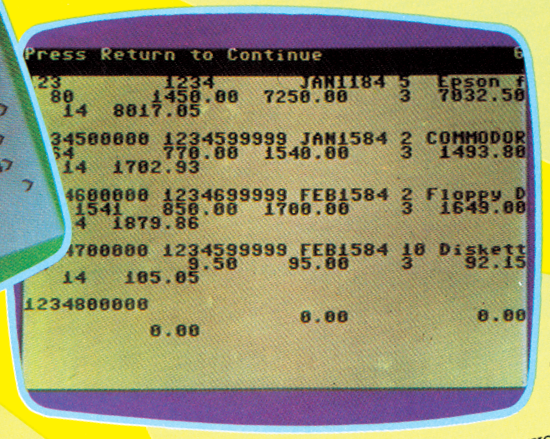 Press Return to Continue 6
23 1234 JAN1184 5 Epson f
80 1450.00 7250.00 3 7032.50
14 8017.05
34500000 1234599999 JAN1584 2 COMMODOR
64 770.00 1540.00 3 1493.80
14 1702.93
4600000 1234699999 FEB1584 2 Floppy D
1541 850.00 1700.00 3 1649.00
4 1879.86
4700000 1234599999 FEB1584 10 Diskett
9.50 95.00 3 92.15
14 105.05
1234800000
0.00 0.00
0.00